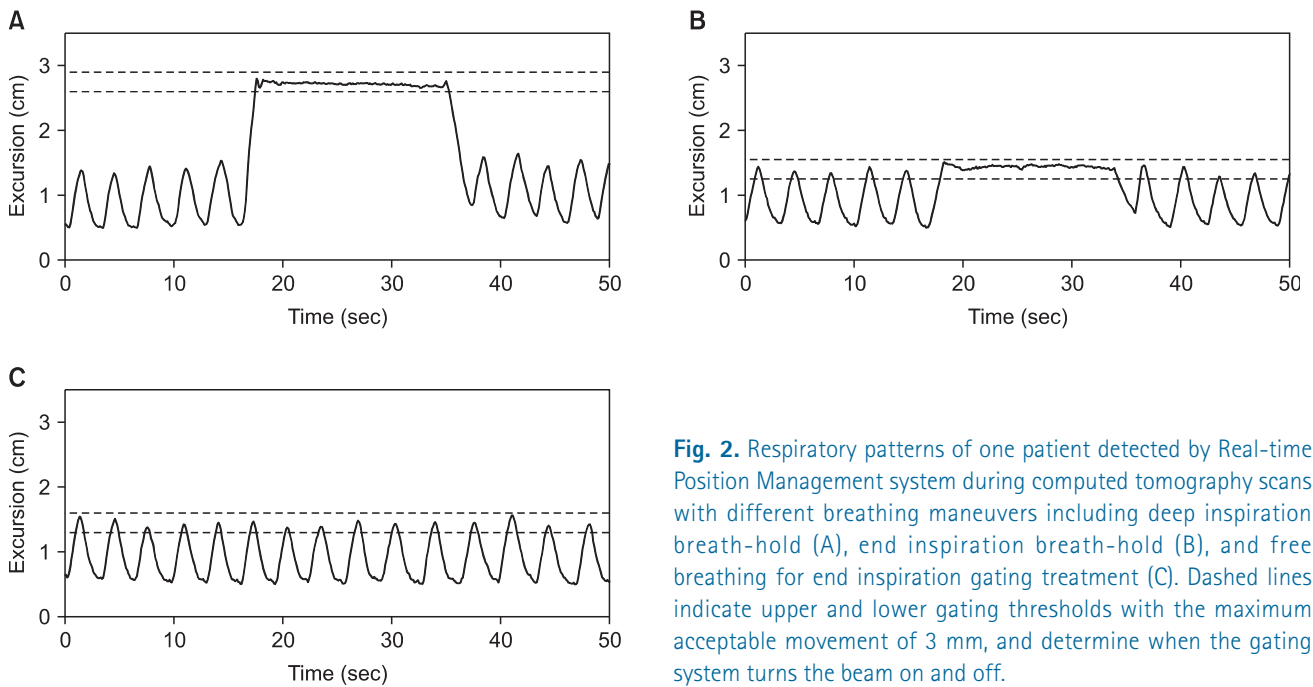 A
Excursion (cm)
3
2
1
0
0 10 20 30 40 50
Time (sec)
B
Excursion (cm)
3
2
1
0
0 10 20 30 40 50
Time (sec)
C
Excursion (cm)
3
2
1
0
0 10 20 30 40 50
Time (sec)
Fig. 2. Respiratory patterns of one patient detected by Real-time
Position Management system during computed tomography scans
with different breathing maneuvers including deep inspiration
breath-hold (A), end inspiration breath-hold (B), and free
breathing for end inspiration gating treatment (C). Dashed lines
indicate upper and lower gating thresholds with the maximum
acceptable movement of 3 mm, and determine when the gating
system turns the beam on and off.